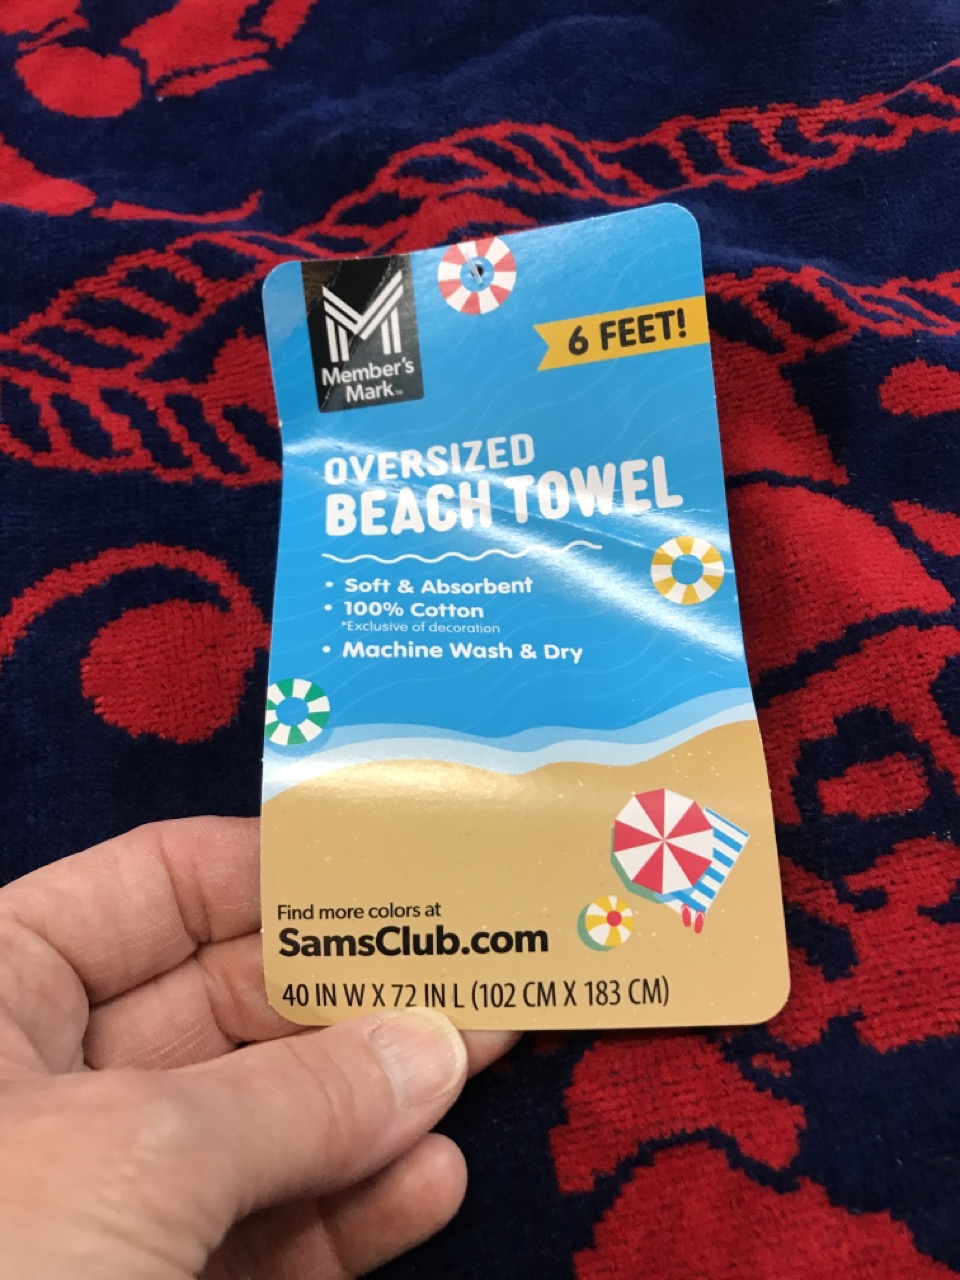 Member's
Mark™
6 FEET!
OVERSIZED
BEACH TOWEL
• Soft & Absorbent
• 100% Cotton
*Exclusive of decoration
• Machine Wash & Dry
Find more colors at
SamsClub.com
40 IN W X 72 IN L (102 CM X 183 CM)